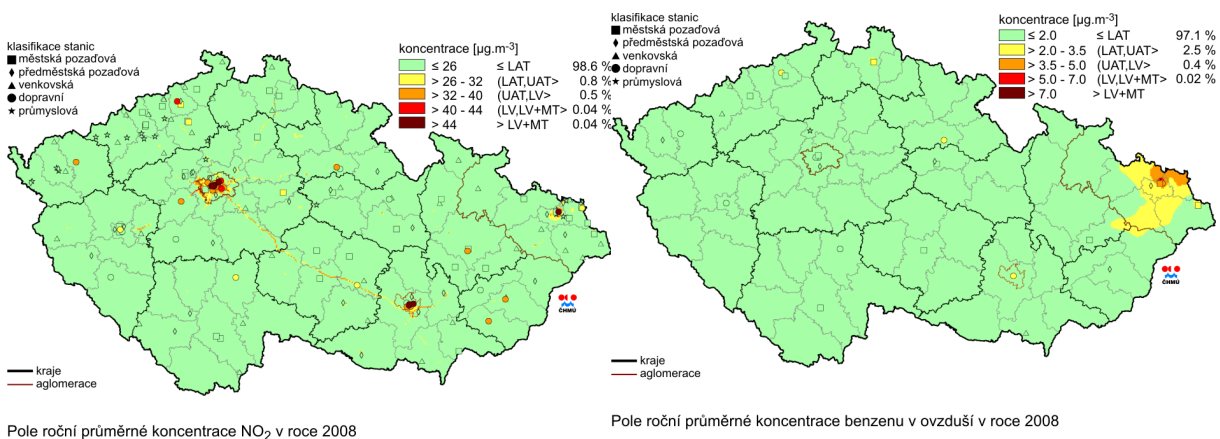 klasifikace stanic
městská pozaďová
předměstská pozaďová
venkovská
dopravní
průmyslová
koncentrace [µg.m-3]
≤ 26 ≤ LAT 98.6 %
> 26 - 32 (LAT,UAT> 0.8 %
> 32 - 40 (UAT,LV> 0.5 %
> 40 - 44 (LV,LV+MT> 0.04 %
> 44 > LV+MT 0.04 %
ČHMÚ
kraje
aglomerace
Pole roční průměrné koncentrace NO2 v roce 2008
klasifikace stanic
městská pozaďová
předměstská pozaďová
venkovská
dopravní
průmyslová
koncentrace [µg.m-3]
≤ 2.0 ≤ LAT 97.1 %
> 2.0 - 3.5 (LAT,UAT> 2.5 %
> 3.5 - 5.0 (UAT,LV> 0.4 %
> 5.0 - 7.0 (LV,LV+MT> 0.02 %
> 7.0 > LV+MT
ČHMÚ
kraje
aglomerace
Pole roční průměrné koncentrace benzenu v ovzduší v roce 2008